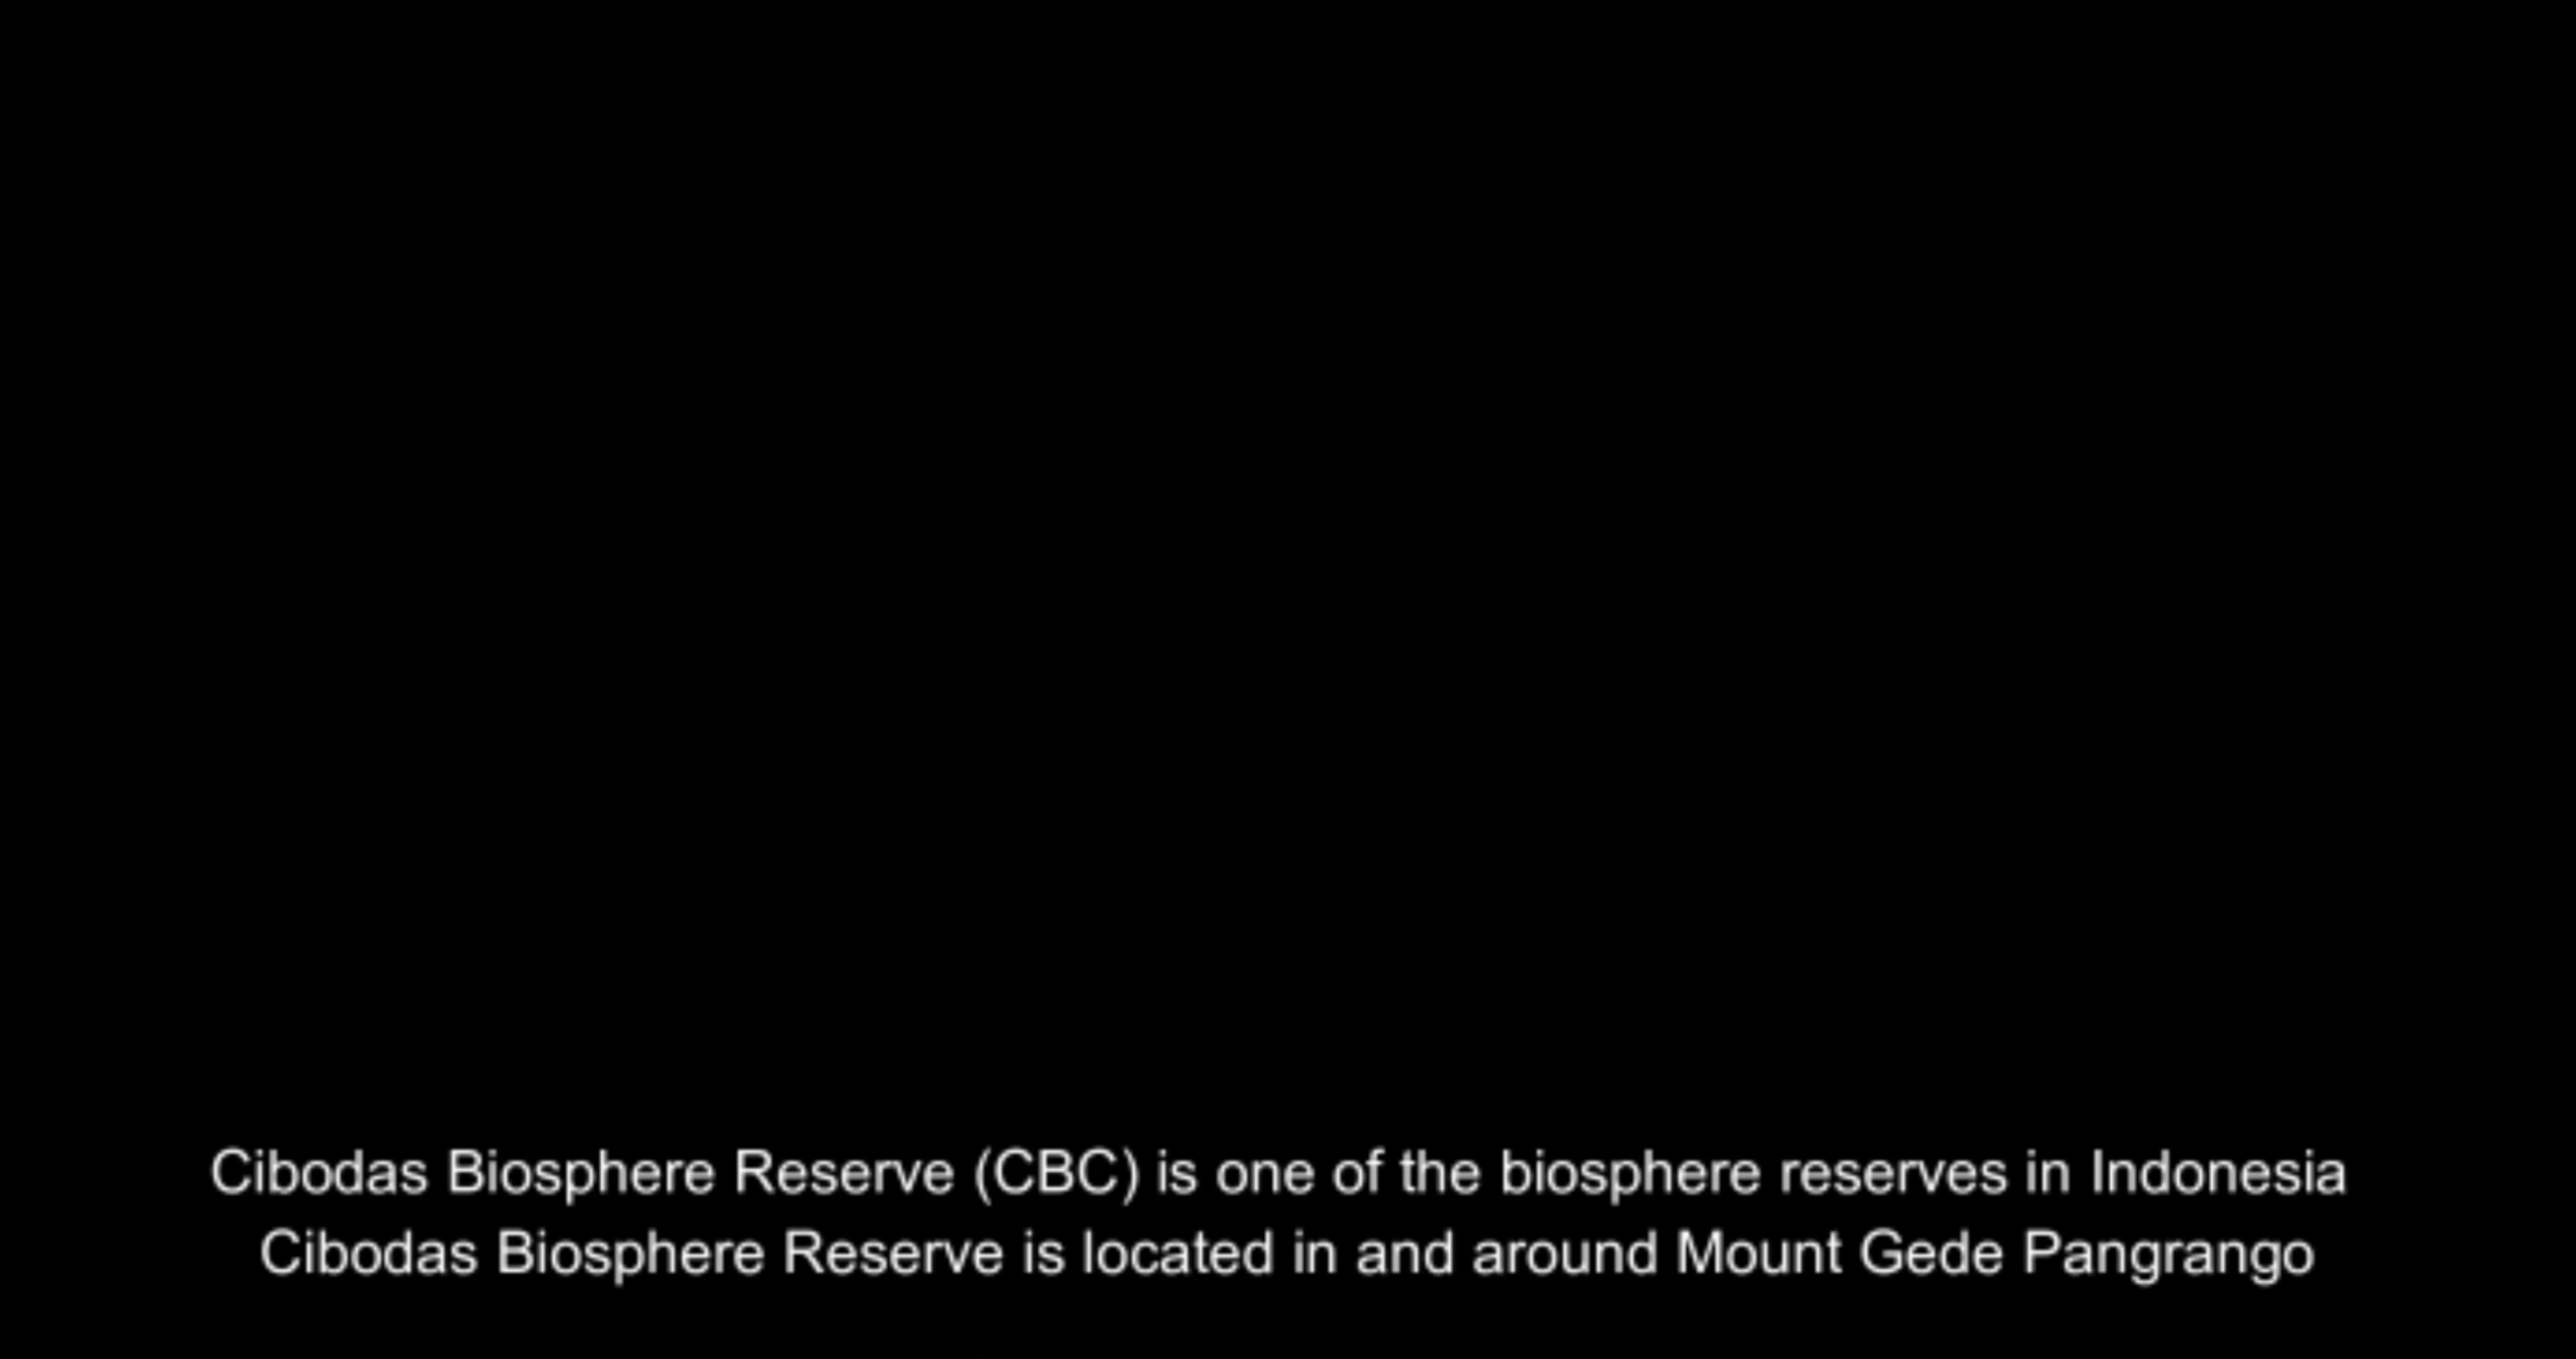 Cibodas Biosphere Reserve (CBC) is one of the biosphere reserves in Indonesia
Cibodas Biosphere Reserve is located in and around Mount Gede Pangrango